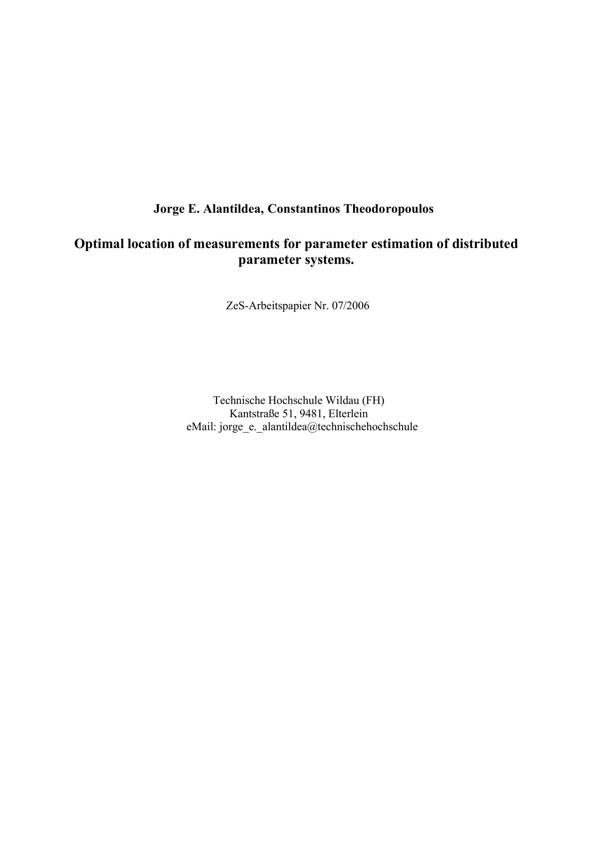 Jorge E. Alantildea, Constantinos Theodoropoulos
Optimal location of measurements for parameter estimation of distributed
parameter systems.
ZeS-Arbeitspapier Nr. 07/2006
Technische Hochschule Wildau (FH)
Kantstraße 51, 9481, Elterlein
eMail: jorge_e._alantildea@technischehochschule